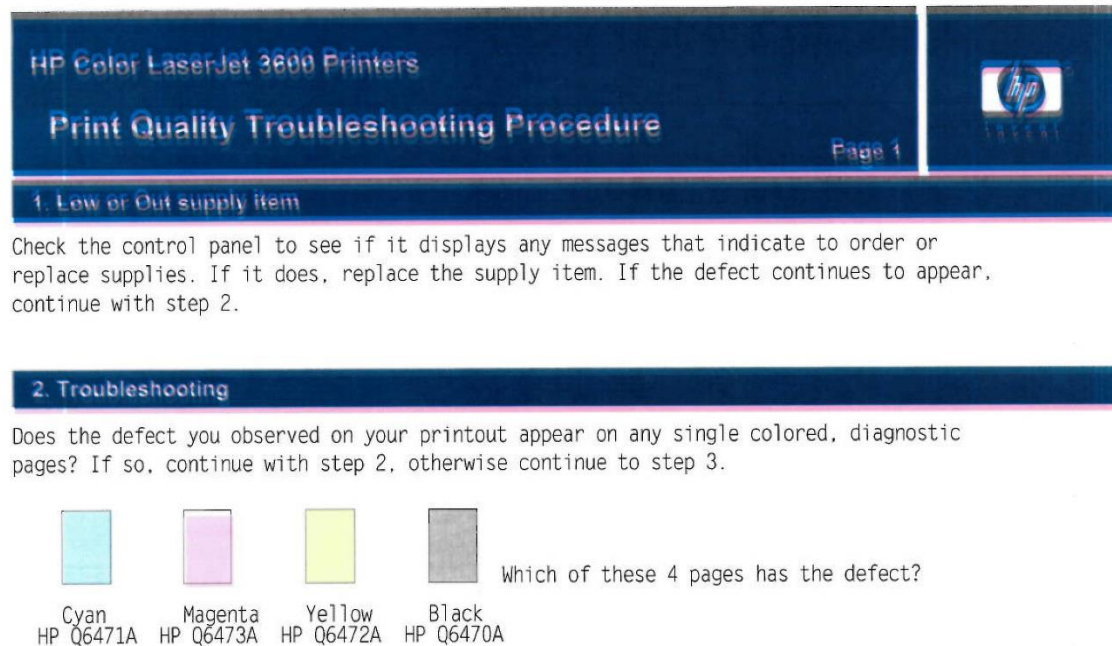 HP Color LaserJet 3600 Printers
hp
invent
Print Quality Troubleshooting Procedure
Page 1
1. Low or Out supply item
Check the control panel to see if it displays any messages that indicate to order or
replace supplies. If it does, replace the supply item. If the defect continues to appear,
continue with step 2.
2. Troubleshooting
Does the defect you observed on your printout appear on any single colored, diagnostic
pages? If so, continue with step 2, otherwise continue to step 3.
Which of these 4 pages has the defect?
Cyan Magenta Yellow Black
HP Q6471A HP Q6473A HP Q6472A HP Q6470A